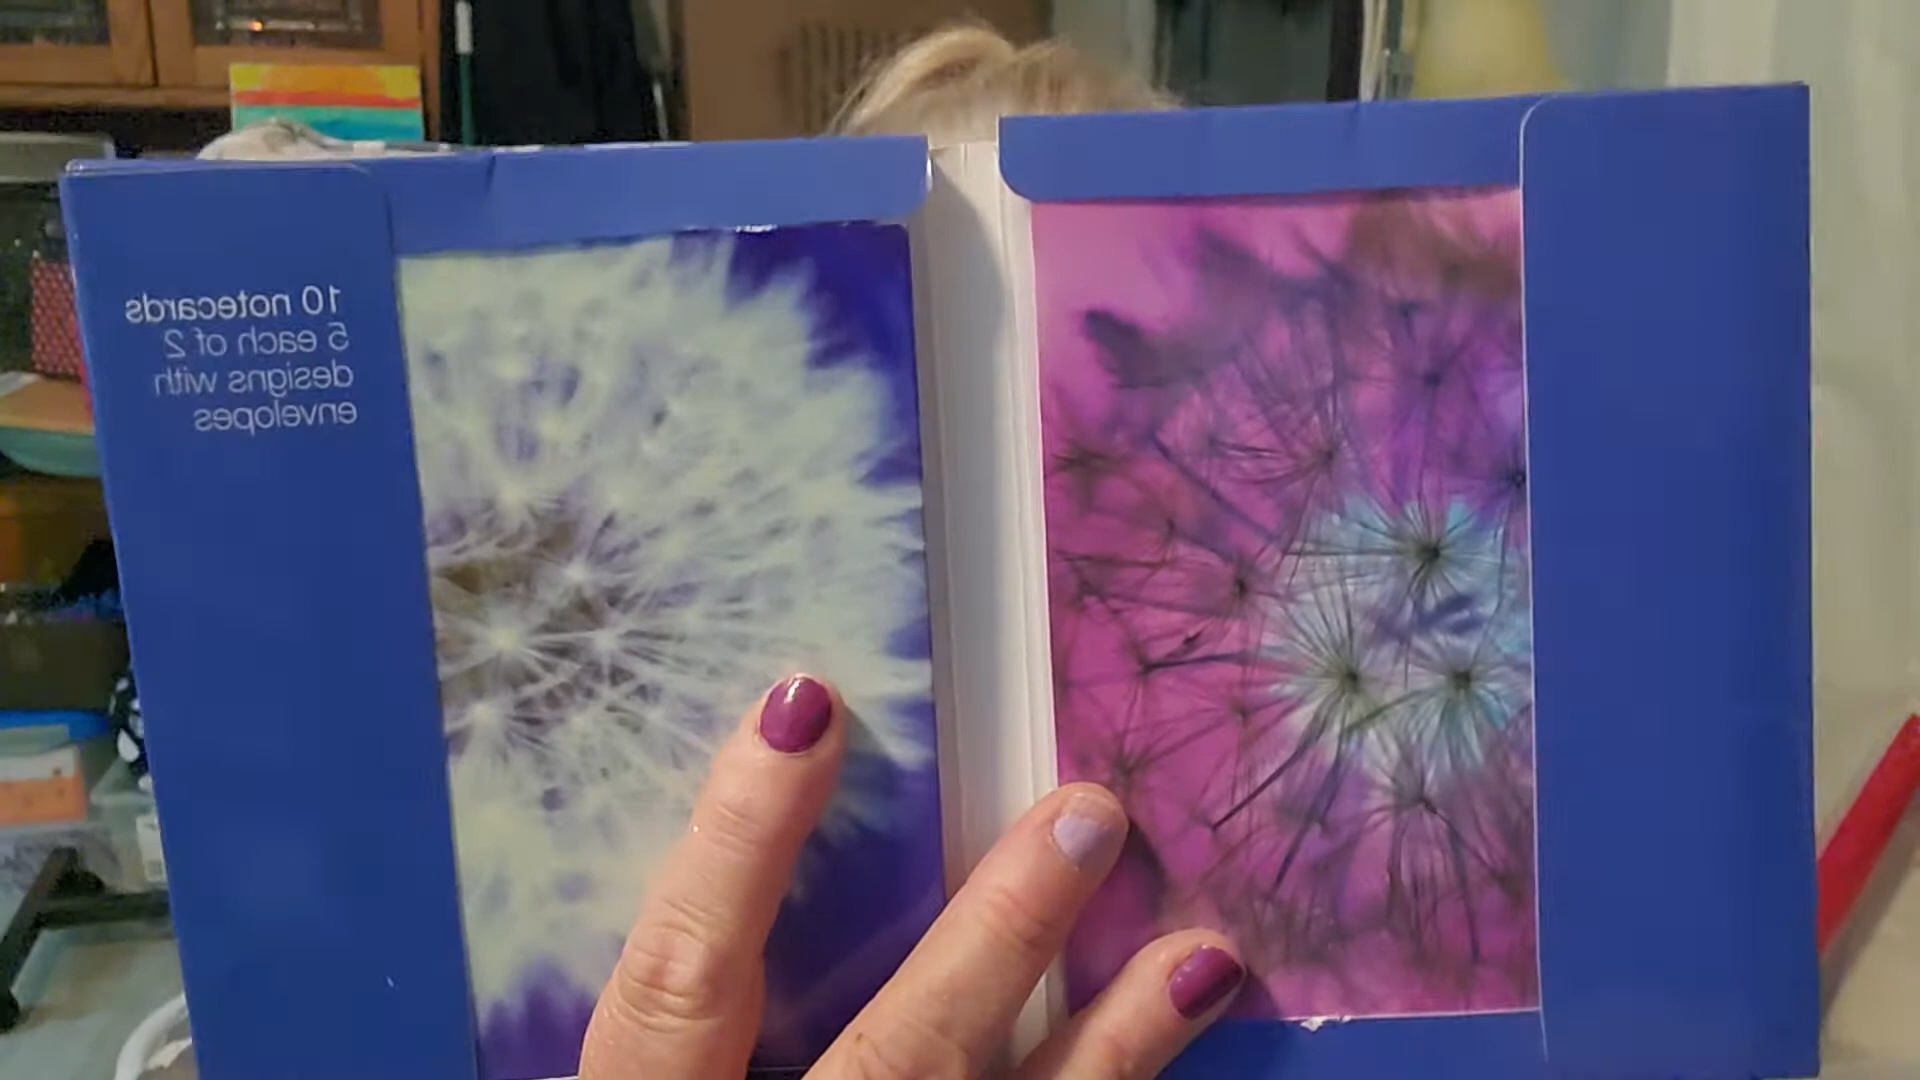 10 notecards
5 each of 2
designs with
envelopes